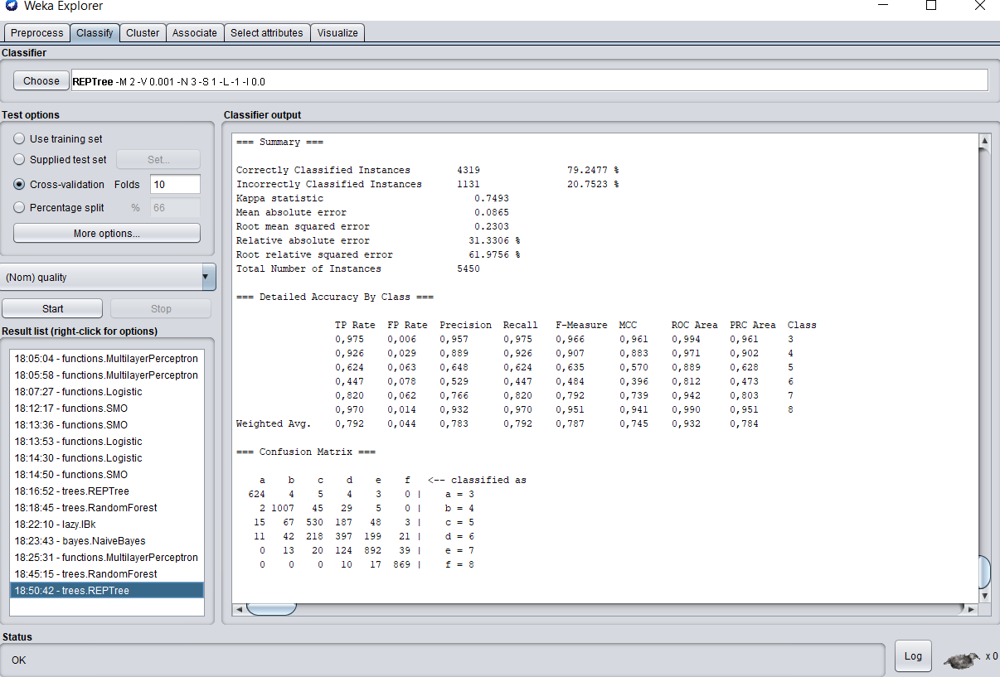 Weka Explorer
Preprocess Classify Cluster Associate Select attributes Visualize
Classifier
Choose REPTree -M 2 -V 0.001 -N 3 -S 1 -L -1 -I 0.0
Test options
Use training set
Supplied test set Set...
Cross-validation Folds 10
Percentage split % 66
More options...
(Nom) quality
Start Stop
Result list (right-click for options)
18:05:04 - functions.MultilayerPerceptron
18:05:58 - functions.MultilayerPerceptron
18:07:27 - functions.Logistic
18:12:17 - functions.SMO
18:13:36 - functions.SMO
18:13:53 - functions.Logistic
18:14:30 - functions.Logistic
18:14:50 - functions.SMO
18:16:52 - trees.REPTree
18:18:45 - trees.RandomForest
18:22:10 - lazy.IBk
18:23:43 - bayes.NaiveBayes
18:25:31 - functions.MultilayerPerceptron
18:45:15 - trees.RandomForest
18:50:42 - trees.REPTree
Classifier output
=== Summary ===
Correctly Classified Instances 4319 79.2477 %
Incorrectly Classified Instances 1131 20.7523 %
Kappa statistic 0.7493
Mean absolute error 0.0865
Root mean squared error 0.2303
Relative absolute error 31.3306 %
Root relative squared error 61.9756 %
Total Number of Instances 5450
=== Detailed Accuracy By Class ===
TP Rate FP Rate Precision Recall F-Measure MCC ROC Area PRC Area Class
0,975 0,006 0,957 0,975 0,966 0,961 0,994 0,961 3
0,926 0,029 0,889 0,926 0,907 0,883 0,971 0,902 4
0,624 0,063 0,648 0,624 0,635 0,570 0,889 0,628 5
0,447 0,078 0,529 0,447 0,484 0,396 0,812 0,473 6
0,820 0,062 0,766 0,820 0,792 0,739 0,942 0,803 7
0,970 0,014 0,932 0,970 0,951 0,941 0,990 0,951 8
Weighted Avg. 0,792 0,044 0,783 0,792 0,787 0,745 0,932 0,784
=== Confusion Matrix ===
a b c d e f <-- classified as
624 4 5 4 3 0 | a = 3
2 1007 45 29 5 0 | b = 4
15 67 530 187 48 3 | c = 5
11 42 218 397 199 21 | d = 6
0 13 20 124 892 39 | e = 7
0 0 0 10 17 869 | f = 8
Status
OK
Log
x 0